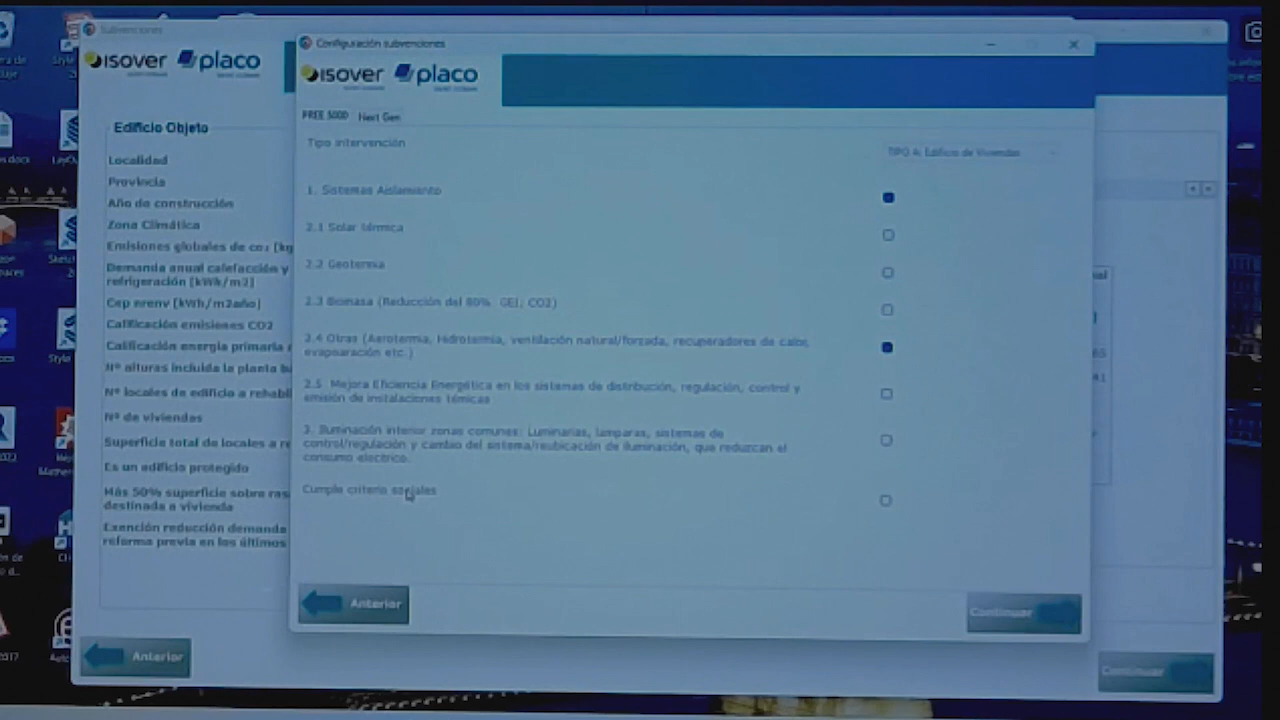 Subvenciones
isover placo
Edificio Objeto
Localidad
Provincia
Año de construcción
Zona Climática
Emisiones globales de co₂ [kg
Demanda anual calefacción y
refrigeración [kWh/m2]
Cep nrenv [kWh/m2año]
Calificación emisiones CO2
Calificación energía primaria
Nº alturas incluida la planta b
Nº locales de edificio a rehabil
Nº de viviendas
Superficie total de locales a re
Es un edificio protegido
Más 50% superficie sobre ras
destinada a vivienda
Exención reducción demanda
reforma previa en los últimos
Anterior
Continuar
Configuración subvenciones
isover placo
PREE 5000 Next Gen
Tipo intervención
TIPO A: Edificio de Viviendas
1. Sistemas Aislamiento
2.1 Solar térmica
2.2 Geotermia
2.3 Biomasa (Reducción del 80% GEI; CO2)
2.4 Otras (Aerotermia, Hidrotermia, ventilación natural/forzada, recuperadores de calor,
evaporación etc.)
2.5 Mejora Eficiencia Energética en los sistemas de distribución, regulación, control y
emisión de instalaciones témicas
3. Iluminación interior zonas comunes: Luminarias, lamparas, sistemas de
control/regulación y cambio del sistema/reubicación de iluminación, que reduzcan el
consumo electrico.
Cumple criterio sociales
Anterior
Continuar